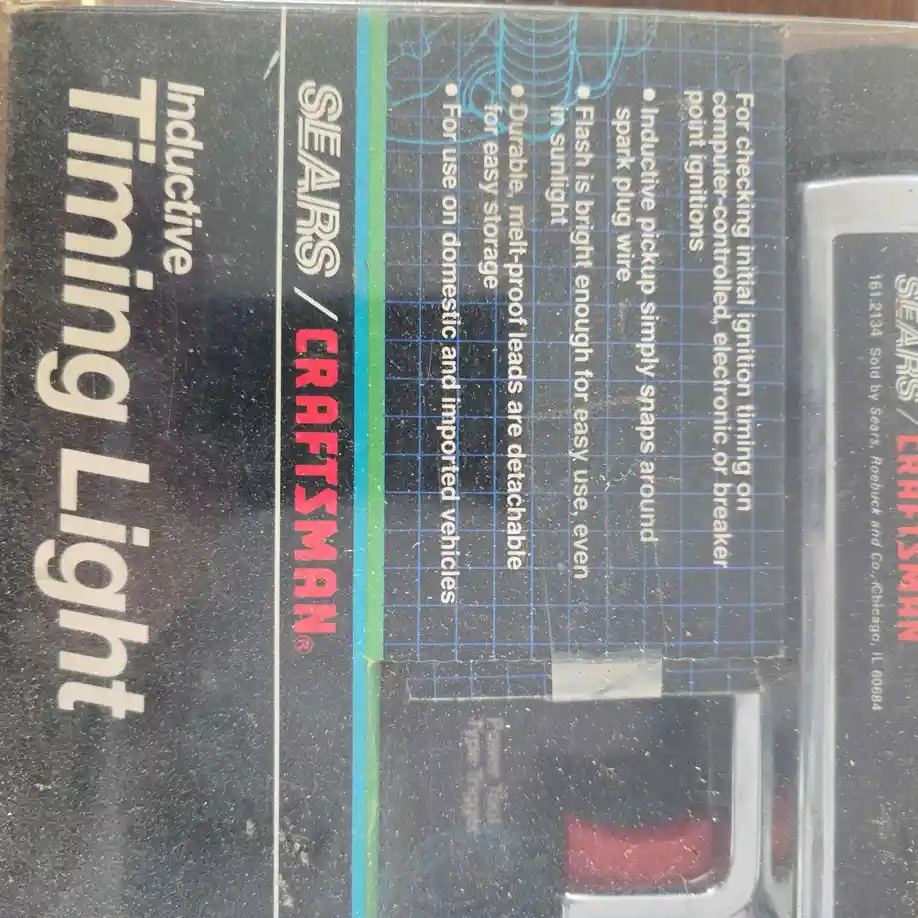 SEARS / CRAFTSMAN
161.2134 Sold by Sears, Roebuck and Co., Chicago, IL 60684
For checking initial ignition timing on
computer-controlled, electronic or breaker
point ignitions
• Inductive pickup simply snaps around
spark plug wire
• Flash is bright enough for easy use, even
in sunlight
• Durable, melt-proof leads are detachable
for easy storage
• For use on domestic and imported vehicles
SEARS / CRAFTSMAN®
Inductive
Timing Light